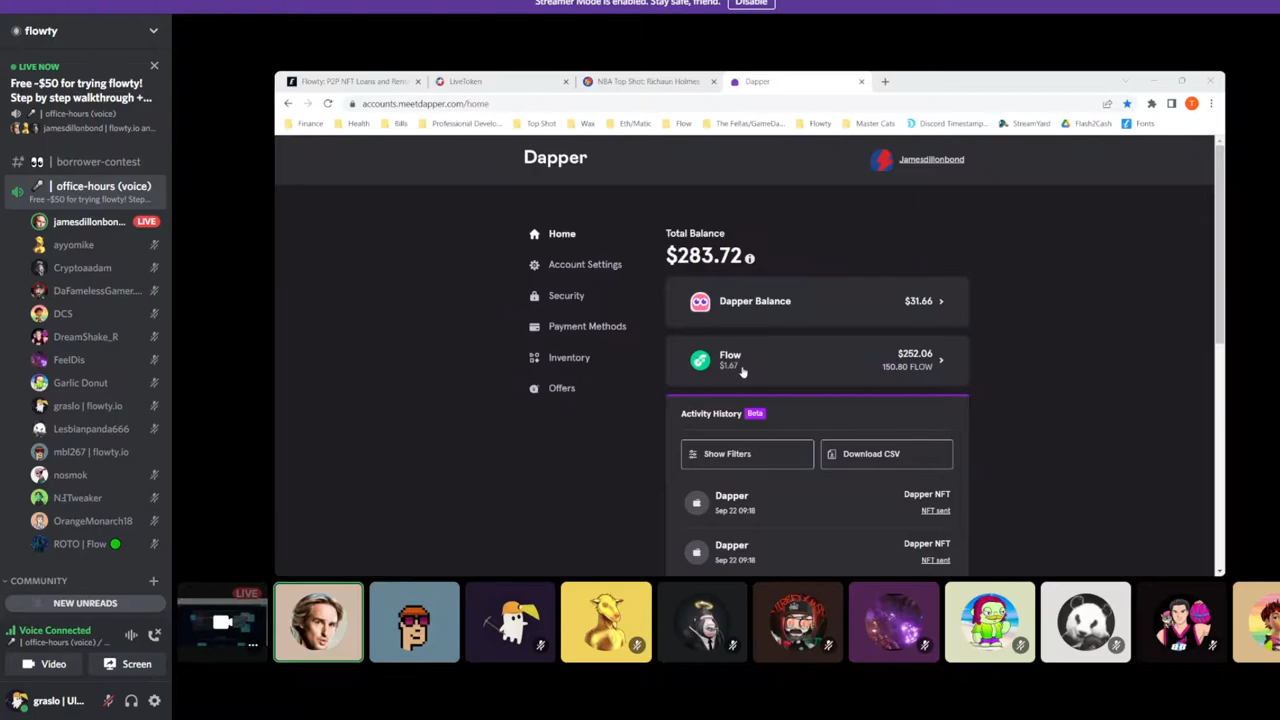 Streamer Mode is enabled. Stay safe, friend. Disable
flowty
LIVE NOW
Free ~$50 for trying flowty!
Step by step walkthrough +...
office-hours (voice)
jamesdillonbond | flowty.io an...
borrower-contest
office-hours (voice)
Free ~$50 for trying flowty! Step...
jamesdillonbon... LIVE
ayyomike
Cryptoaadam
DaFamelessGamer...
DCS
DreamShake_R
FeelDis
Garlic Donut
graslo | flowty.io
Lesbianpanda666
mbl267 | flowty.io
nosmok
OrangeMonarch18
ROTO | Flow
COMMUNITY
NEW UNREADS
Voice Connected
office-hours (voice) /
Video Screen
graslo | UI...
Flowty: P2P NFT Loans and Rent
LiveToken
NBA Top Shot: Richaun Holmes
Dapper
accounts.meetdapper.com/home
Finance Health Bills Professional Develo... Top Shot Wax Eth/Matic Flow The Fellas/GameDa... Flowty Master Cats Discord Timestamp... StreamYard Flash2Cash Fonts
Dapper
Jamesdillonbond
Home
Account Settings
Security
Payment Methods
Inventory
Offers
Total Balance
$283.72
Dapper Balance $31.66
Flow $252.06
$1.67 150.80 FLOW
Activity History Beta
Show Filters Download CSV
Dapper Dapper NFT
Sep 22 09:18 NFT sent
Dapper Dapper NFT
Sep 22 09:18 NFT sent
LIVE